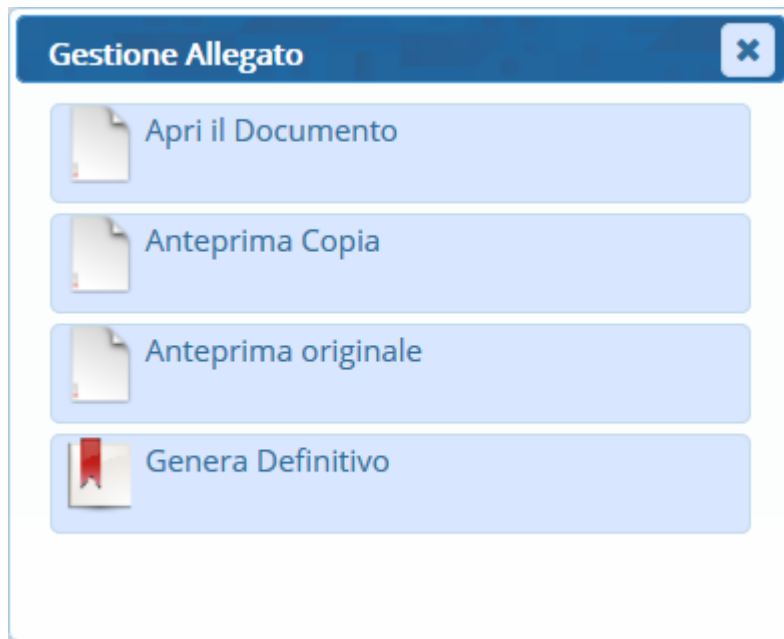 Gestione Allegato
Apri il Documento
Anteprima Copia
Anteprima originale
Genera Definitivo